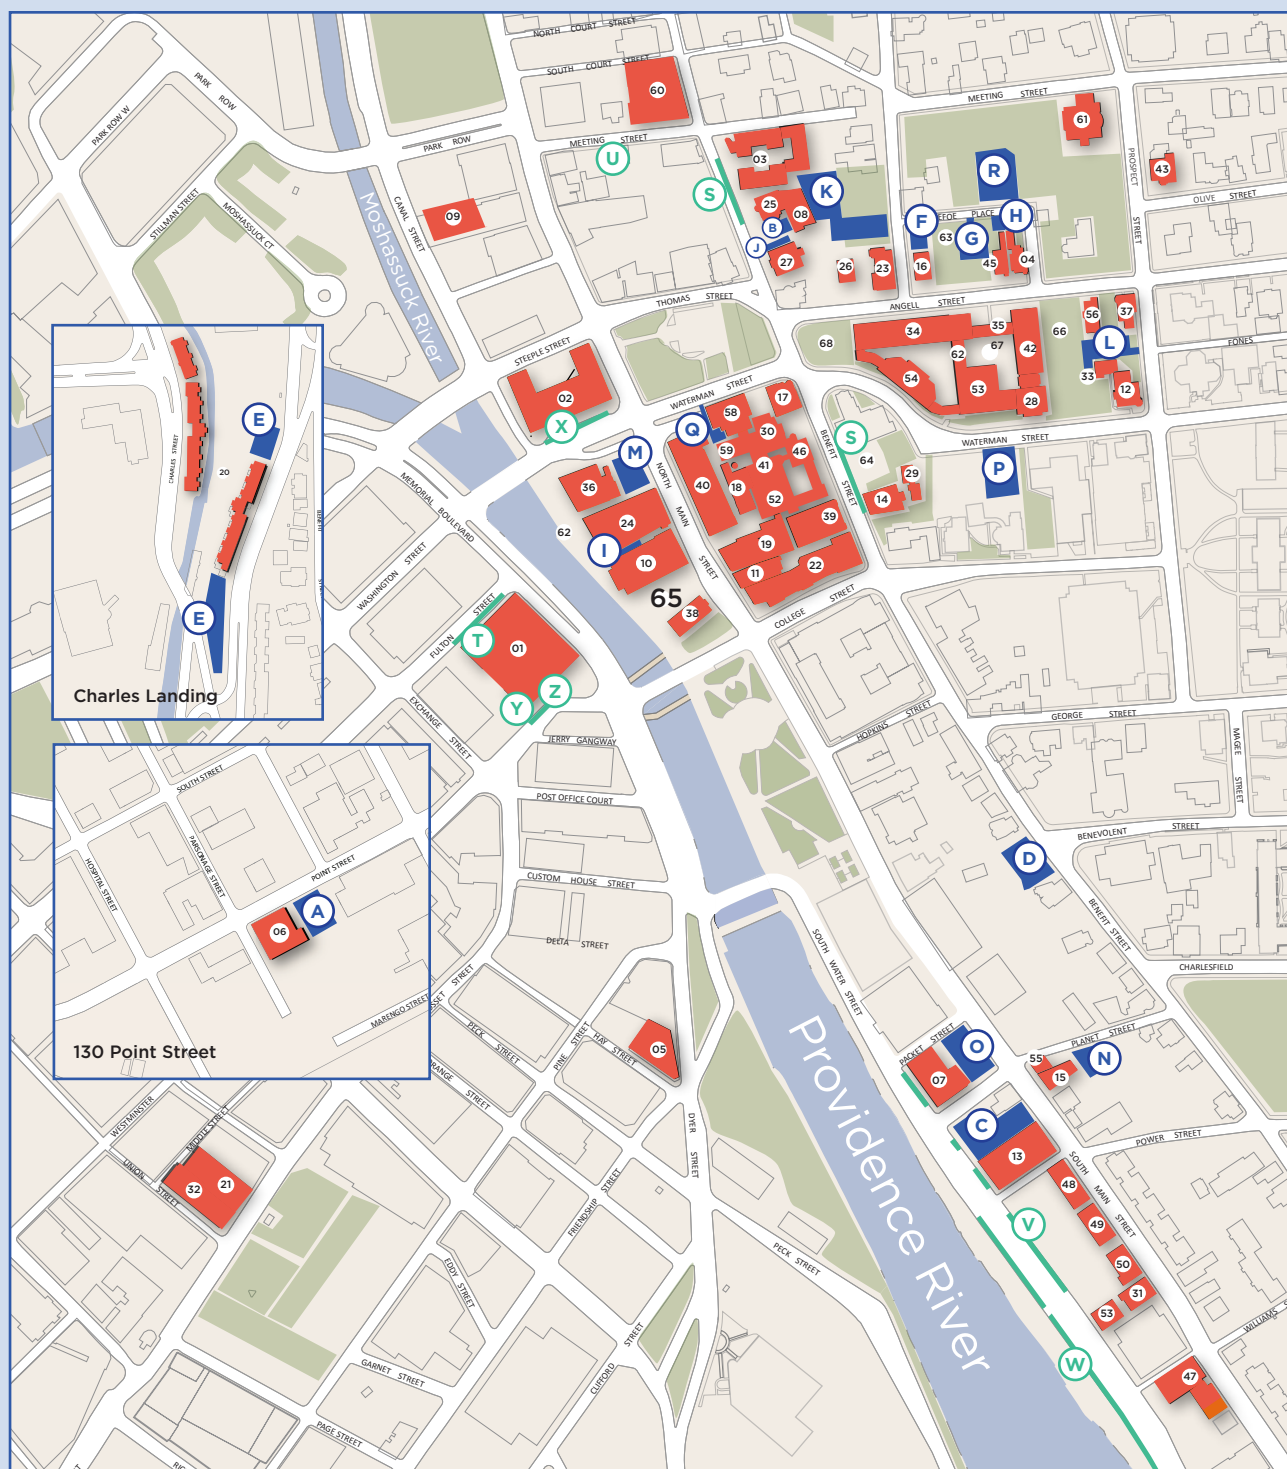 NORTH COURT STREET
SOUTH COURT STREET
60
PARK ROW
PARK ROW W
MEETING STREET
MEETING STREET
61
PARK ROW
U
03
S
K
R
PROSPECT STREET
43
OLIVE STREET
STILLMAN STREET
MOSHASSUCK CT
Moshassuck River
CANAL STREET
09
25
08
B
J
27
26
23
F
EFOE PLACE
H
63
G
16
45
04
THOMAS STREET
ANGELL STREET
STEEPLE STREET
68
34
35
67
62
42
66
56
37
L
FONES
33
12
54
53
28
02
X
WATERMAN STREET
17
58
Q
30
59
46
41
18
40
52
39
19
11
22
BENEFIT STREET
S
64
29
14
WATERMAN STREET
P
M
NORTH MAIN STREET
36
24
62
I
10
65
38
COLLEGE STREET
MEMORIAL BOULEVARD
WASHINGTON STREET
FULTON STREET
T
01
Z
Y
EXCHANGE STREET
JERRY GANGWAY
POST OFFICE COURT
CUSTOM HOUSE STREET
DELTA STREET
HOPKINS STREET
GEORGE STREET
MAGEE STREET
BENEVOLENT STREET
D
BENEFIT STREET
CHARLESFIELD
E
CHARLES STREET
20
E
Charles Landing
SOUTH STREET
HOSPITAL STREET
PARSONAGE STREET
POINT STREET
A
06
MARENGO STREET
130 Point Street
SOUTH WATER STREET
Providence River
PECK STREET
PINE STREET
HAY STREET
05
DYER STREET
PACKET STREET
O
07
PLANET STREET
N
55
15
C
13
POWER STREET
SOUTH MAIN STREET
48
49
V
50
31
53
W
WILLIAMS
47
WESTMINSTER
MIDDLE STREET
UNION STREET
32
21
FRIENDSHIP STREET
PECK STREET
EDDY STREET
CLIFFORD STREET
GARNET STREET
PAGE STREET